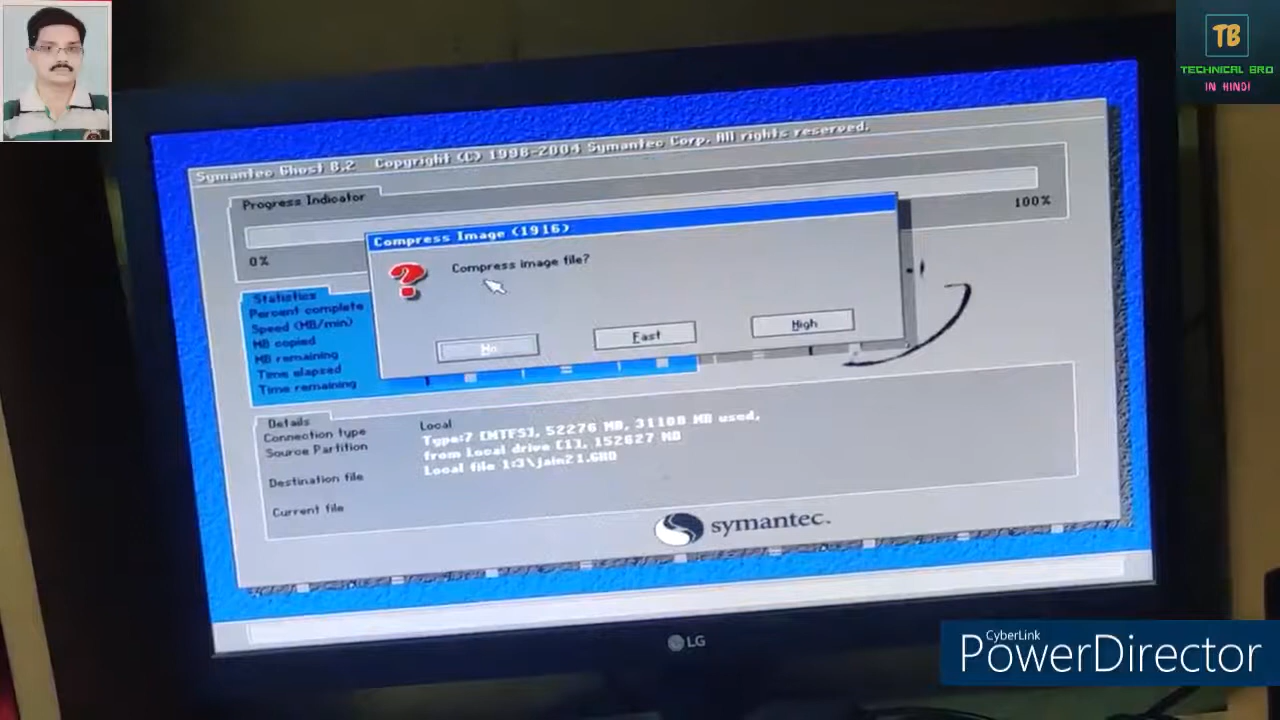 TB
TECHNICAL BRO
IN HINDI
Symantec Ghost 8.2 Copyright (C) 1998-2004 Symantec Corp. All rights reserved.
Progress Indicator
0%
100%
Compress Image (1916)
Compress image file?
No
Fast
High
Statistics
Percent complete
Speed (MB/min)
MB copied
MB remaining
Time elapsed
Time remaining
Details
Connection type
Local
Source Partition
Type:7 [NTFS], 52276 MB, 31108 MB used,
from Local drive [1], 152627 MB
Destination file
Local file 1:3\jain21.GHO
Current file
symantec.
LG
CyberLink
PowerDirector